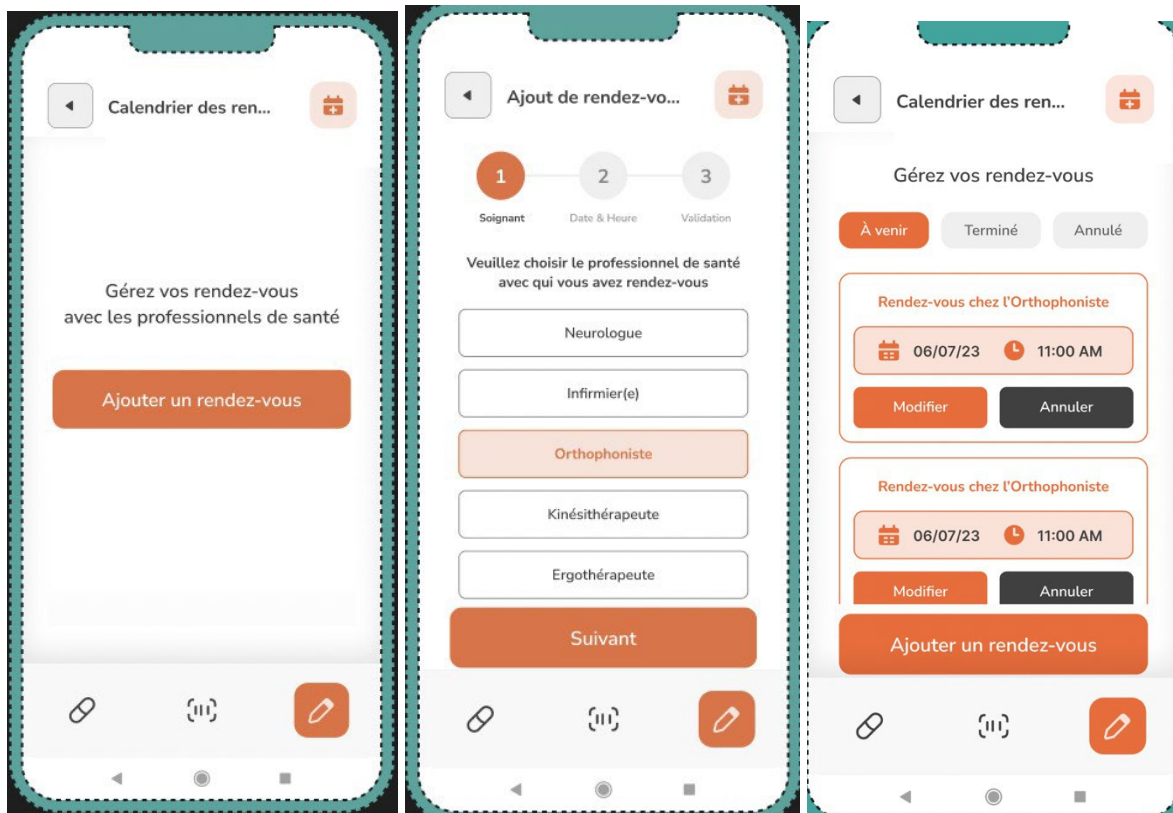 Calendrier des ren...
Gérez vos rendez-vous
avec les professionnels de santé
Ajouter un rendez-vous
Ajout de rendez-vo...
1
2
3
Soignant
Date & Heure
Validation
Veuillez choisir le professionnel de santé
avec qui vous avez rendez-vous
Neurologue
Infirmier(e)
Orthophoniste
Kinésithérapeute
Ergothérapeute
Suivant
Calendrier des ren...
Gérez vos rendez-vous
À venir
Terminé
Annulé
Rendez-vous chez l'Orthophoniste
06/07/23
11:00 AM
Modifier
Annuler
Rendez-vous chez l'Orthophoniste
06/07/23
11:00 AM
Modifier
Annuler
Ajouter un rendez-vous